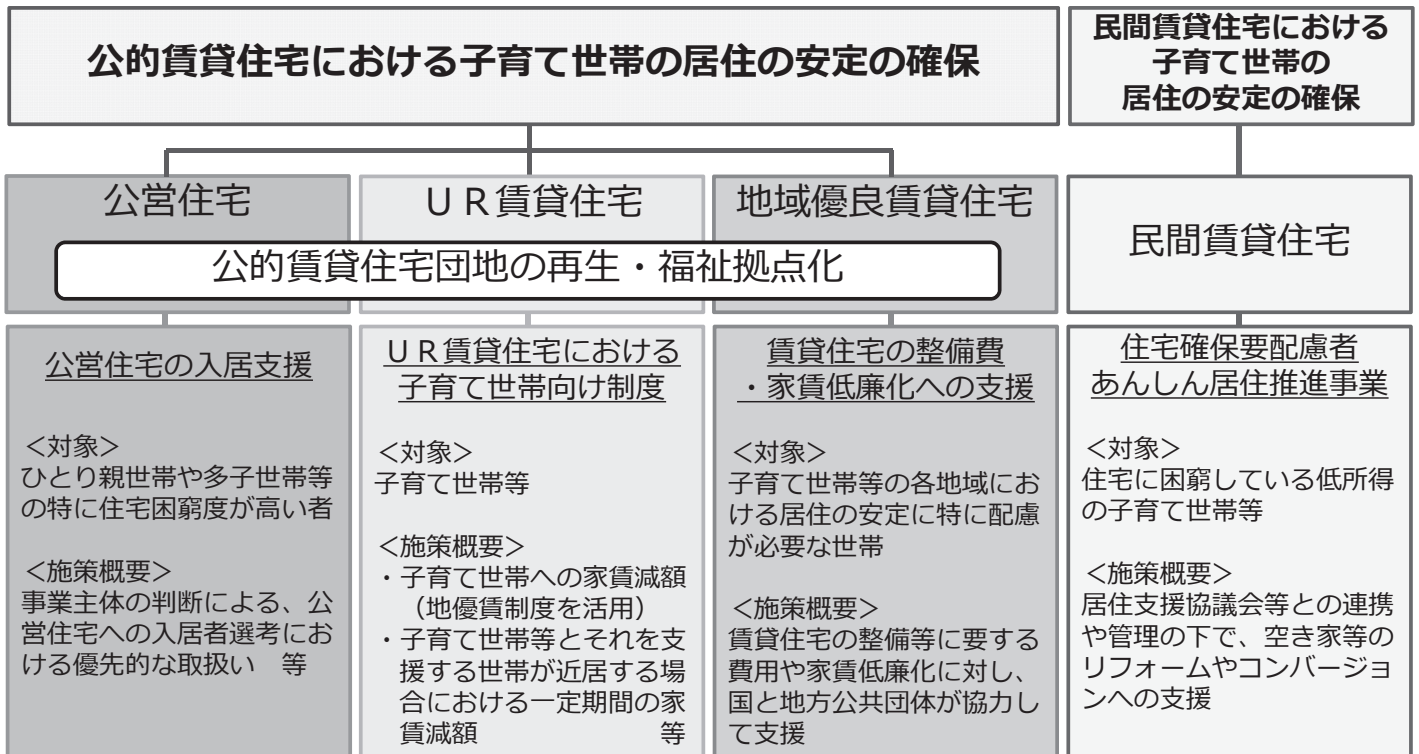 公的賃貸住宅における子育て世帯の居住の安定の確保
民間賃貸住宅における
子育て世帯の
居住の安定の確保
公営住宅
ＵＲ賃貸住宅
地域優良賃貸住宅
民間賃貸住宅
公的賃貸住宅団地の再生・福祉拠点化
公営住宅の入居支援
＜対象＞
ひとり親世帯や多子世帯等
の特に住宅困窮度が高い者
＜施策概要＞
事業主体の判断による、公
営住宅への入居者選考にお
ける優先的な取扱い　等
ＵＲ賃貸住宅における
子育て世帯向け制度
＜対象＞
子育て世帯等
＜施策概要＞
・子育て世帯への家賃減額
（地優賃制度を活用）
・子育て世帯等とそれを支
援する世帯が近居する場
合における一定期間の家
賃減額　等
賃貸住宅の整備費
・家賃低廉化への支援
＜対象＞
子育て世帯等の各地域にお
ける居住の安定に特に配慮
が必要な世帯
＜施策概要＞
賃貸住宅の整備等に要する
費用や家賃低廉化に対し、
国と地方公共団体が協力し
て支援
住宅確保要配慮者
あんしん居住推進事業
＜対象＞
住宅に困窮している低所得
の子育て世帯等
＜施策概要＞
居住支援協議会等との連携
や管理の下で、空き家等の
リフォームやコンバージョ
ンへの支援